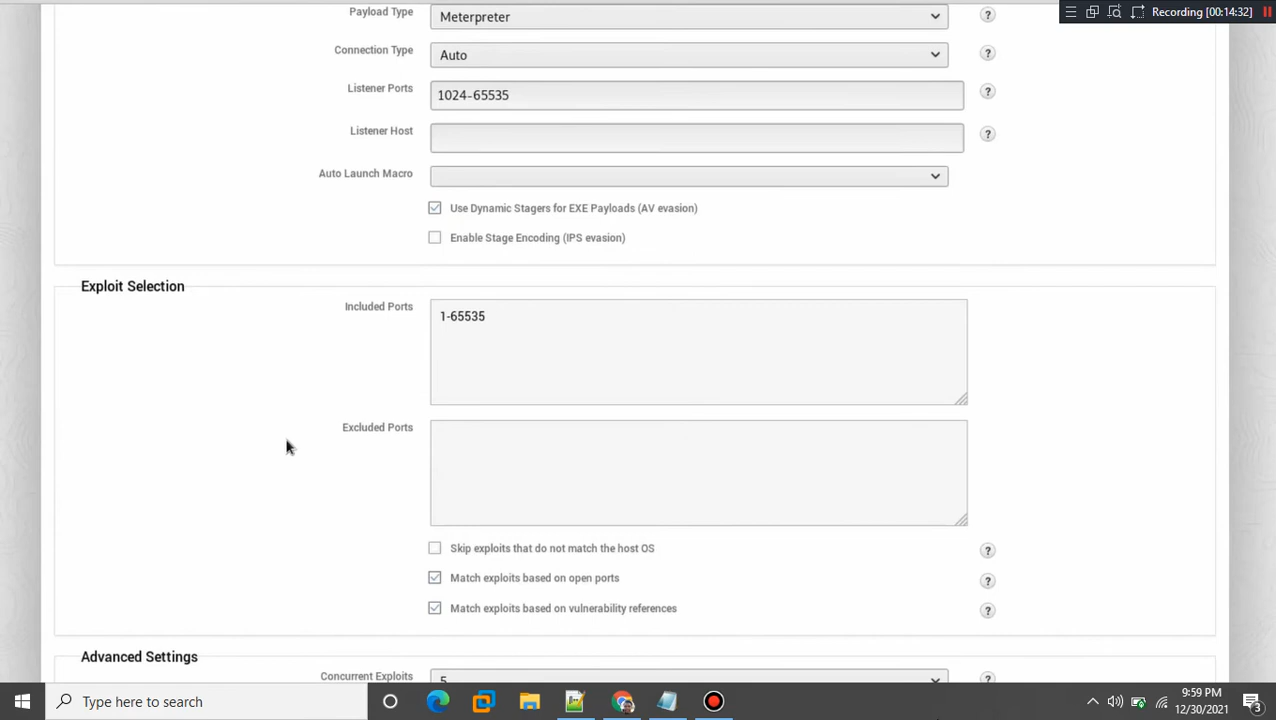 Recording [00:14:32]
Payload Type
Meterpreter
?
Connection Type
Auto
?
Listener Ports
1024-65535
?
Listener Host
?
Auto Launch Macro
Use Dynamic Stagers for EXE Payloads (AV evasion)
Enable Stage Encoding (IPS evasion)
Exploit Selection
Included Ports
1-65535
Excluded Ports
Skip exploits that do not match the host OS
?
Match exploits based on open ports
?
Match exploits based on vulnerability references
?
Advanced Settings
Concurrent Exploits
5
?
Type here to search
9:59 PM
12/30/2021
3